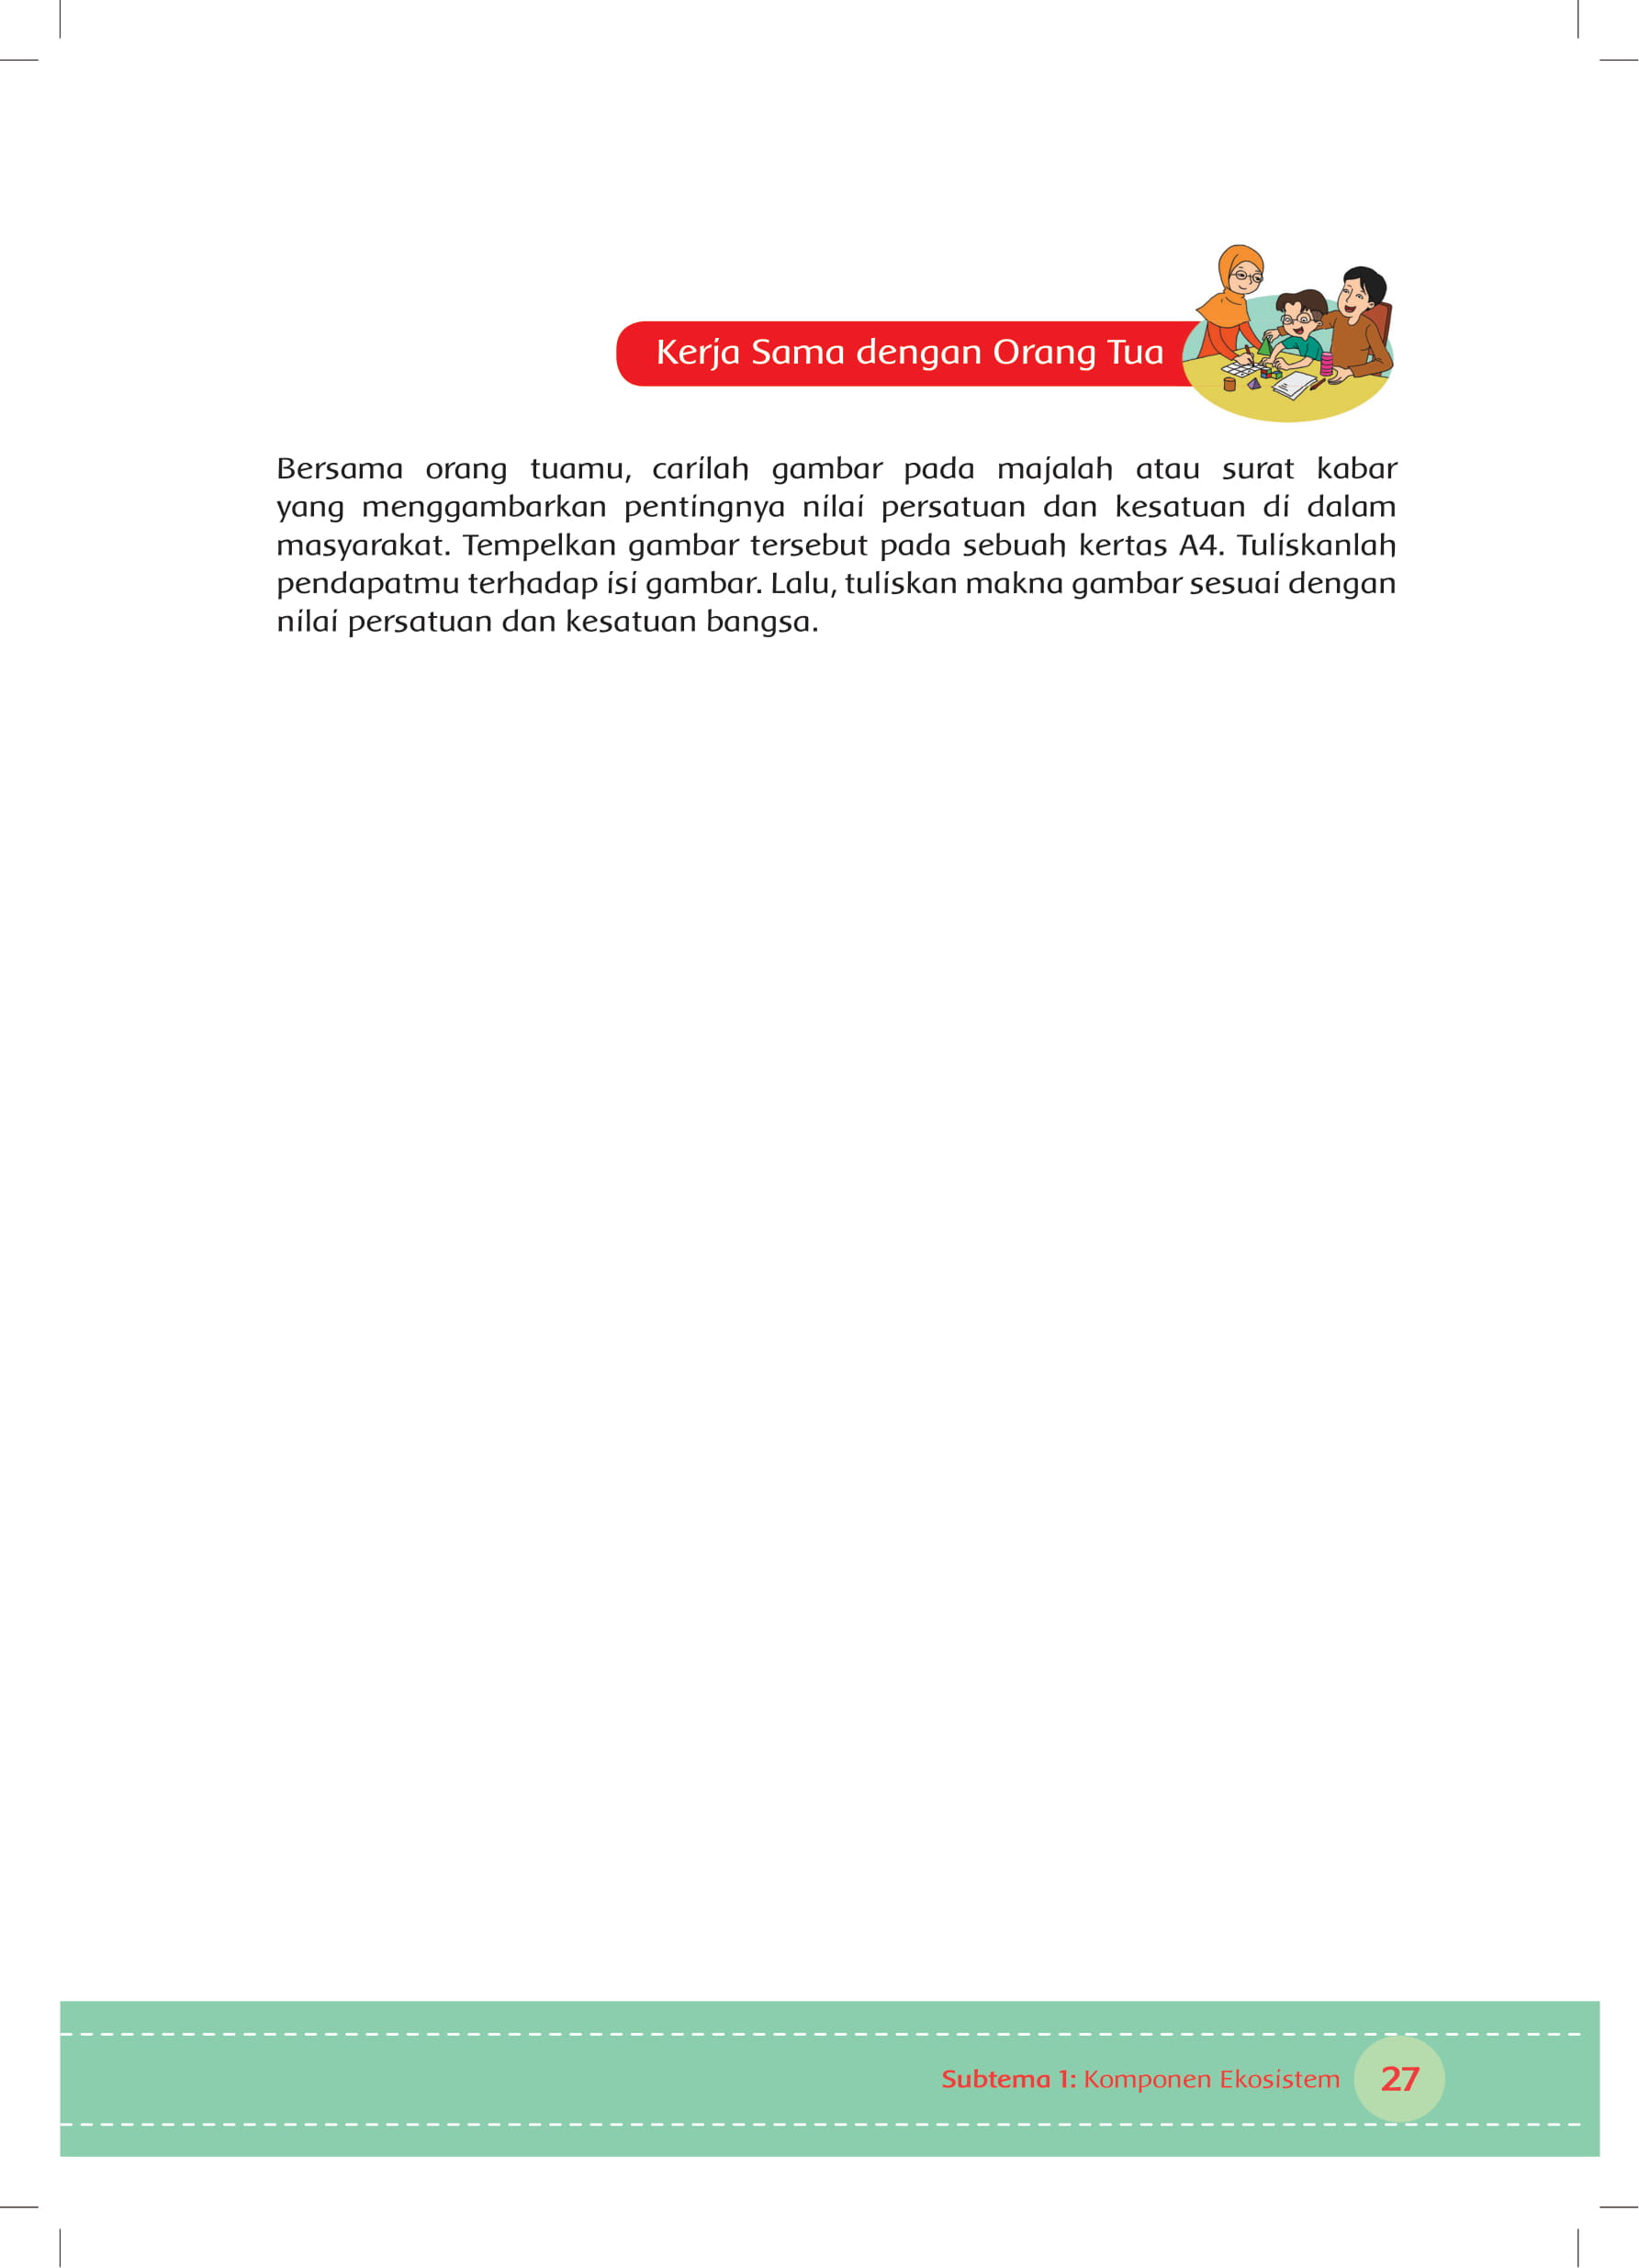 Kerja Sama dengan Orang Tua
Bersama orang tuamu, carilah gambar pada majalah atau surat kabar
yang menggambarkan pentingnya nilai persatuan dan kesatuan di dalam
masyarakat. Tempelkan gambar tersebut pada sebuah kertas A4. Tuliskanlah
pendapatmu terhadap isi gambar. Lalu, tuliskan makna gambar sesuai dengan
nilai persatuan dan kesatuan bangsa.
Subtema 1: Komponen Ekosistem 27